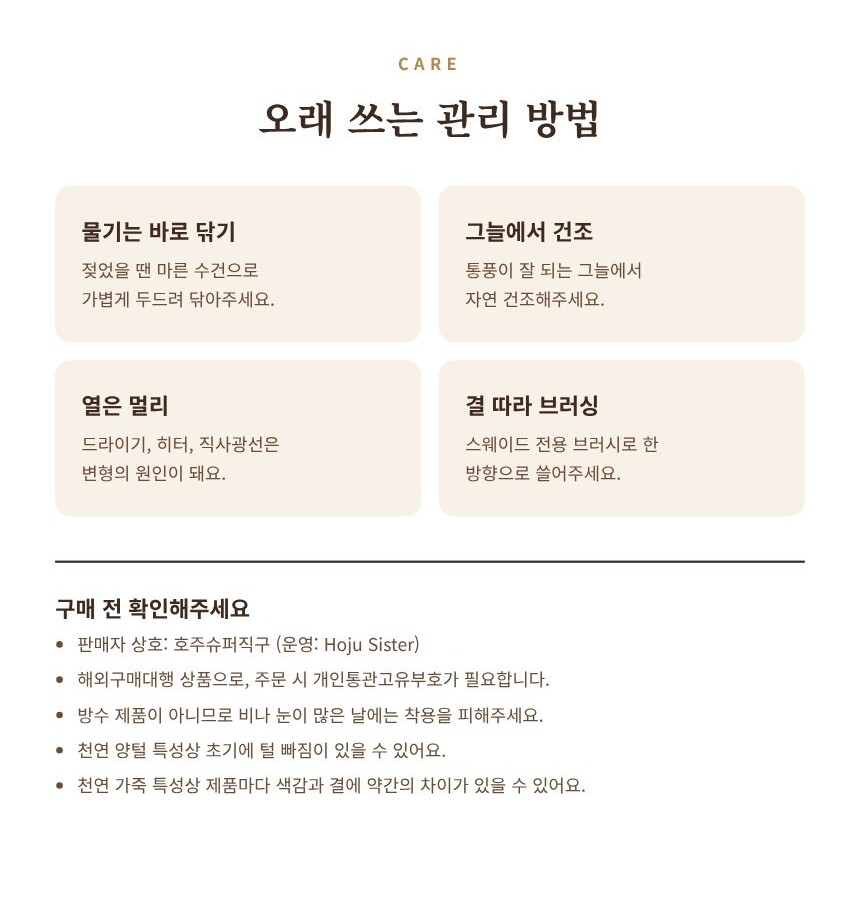 CARE
오래 쓰는 관리 방법
물기는 바로 닦기
젖었을 땐 마른 수건으로
가볍게 두드려 닦아주세요.
그늘에서 건조
통풍이 잘 되는 그늘에서
자연 건조해주세요.
열은 멀리
드라이기, 히터, 직사광선은
변형의 원인이 돼요.
결 따라 브러싱
스웨이드 전용 브러시로 한
방향으로 쓸어주세요.
구매 전 확인해주세요
• 판매자 상호: 호주슈퍼직구 (운영: Hoju Sister)
• 해외구매대행 상품으로, 주문 시 개인통관고유부호가 필요합니다.
• 방수 제품이 아니므로 비나 눈이 많은 날에는 착용을 피해주세요.
• 천연 양털 특성상 초기에 털 빠짐이 있을 수 있어요.
• 천연 가죽 특성상 제품마다 색감과 결에 약간의 차이가 있을 수 있어요.